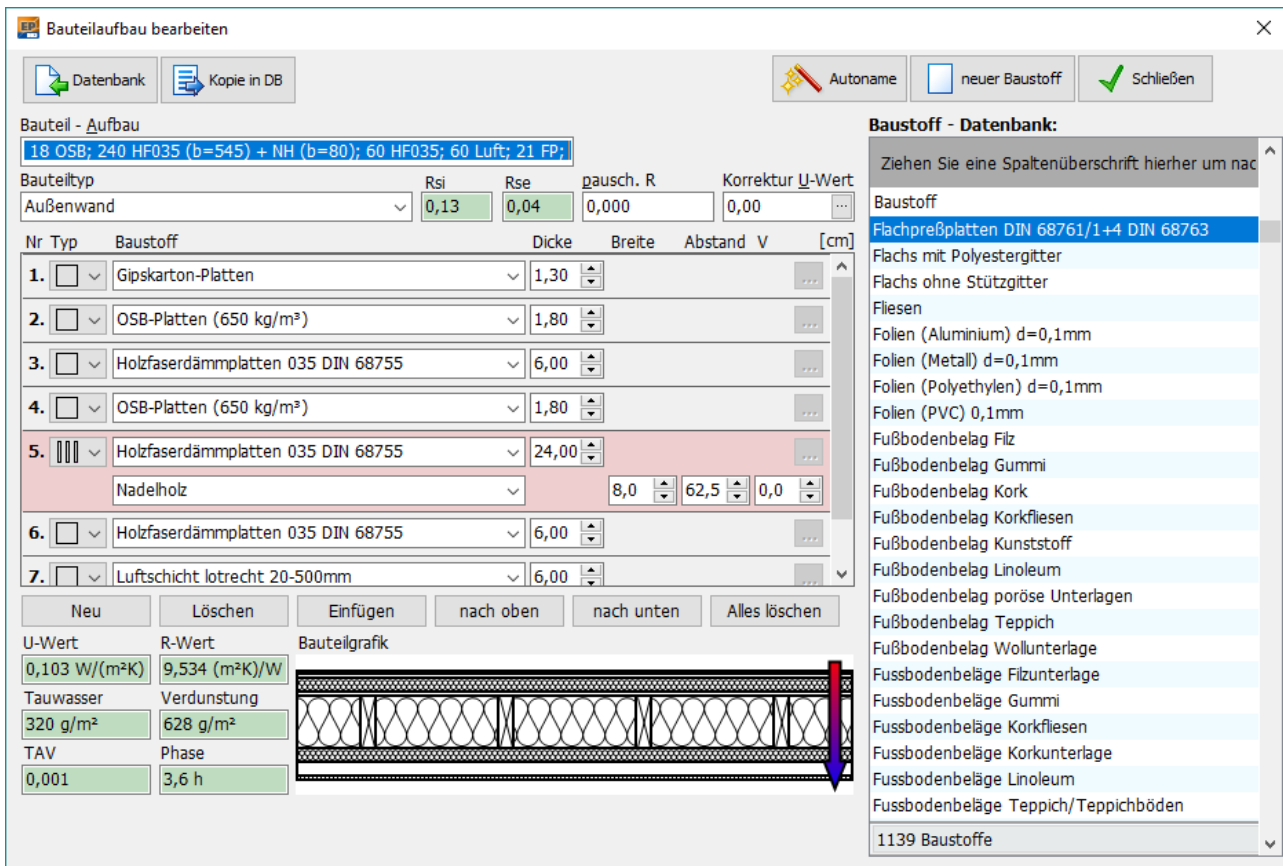 Bauteilaufbau bearbeiten
Datenbank
Kopie in DB
Autoname
neuer Baustoff
Schließen
Bauteil - Aufbau
18 OSB; 240 HF035 (b=545) + NH (b=80); 60 HF035; 60 Luft; 21 FP;
Bauteiltyp Rsi Rse pausch. R Korrektur U-Wert
Außenwand 0,13 0,04 0,000 0,00 ...
Nr Typ Baustoff Dicke Breite Abstand V [cm]
1. Gipskarton-Platten 1,30 ...
2. OSB-Platten (650 kg/m³) 1,80 ...
3. Holzfaserdämmplatten 035 DIN 68755 6,00 ...
4. OSB-Platten (650 kg/m³) 1,80 ...
5. Holzfaserdämmplatten 035 DIN 68755 24,00 ...
Nadelholz 8,0 62,5 0,0
6. Holzfaserdämmplatten 035 DIN 68755 6,00 ...
7. Luftschicht lotrecht 20-500mm 6,00 ...
Neu Löschen Einfügen nach oben nach unten Alles löschen
U-Wert R-Wert Bauteilgrafik
0,103 W/(m²K) 9,534 (m²K)/W
Tauwasser Verdunstung
320 g/m² 628 g/m²
TAV Phase
0,001 3,6 h
Baustoff - Datenbank:
Ziehen Sie eine Spaltenüberschrift hierher um nac
Baustoff
Flachpreßplatten DIN 68761/1+4 DIN 68763
Flachs mit Polyestergitter
Flachs ohne Stützgitter
Fliesen
Folien (Aluminium) d=0,1mm
Folien (Metall) d=0,1mm
Folien (Polyethylen) d=0,1mm
Folien (PVC) 0,1mm
Fußbodenbelag Filz
Fußbodenbelag Gummi
Fußbodenbelag Kork
Fußbodenbelag Korkfliesen
Fußbodenbelag Kunststoff
Fußbodenbelag Linoleum
Fußbodenbelag poröse Unterlagen
Fußbodenbelag Teppich
Fußbodenbelag Wollunterlage
Fussbodenbeläge Filzunterlage
Fussbodenbeläge Gummi
Fussbodenbeläge Korkfliesen
Fussbodenbeläge Korkunterlage
Fussbodenbeläge Linoleum
Fussbodenbeläge Teppich/Teppichböden
1139 Baustoffe